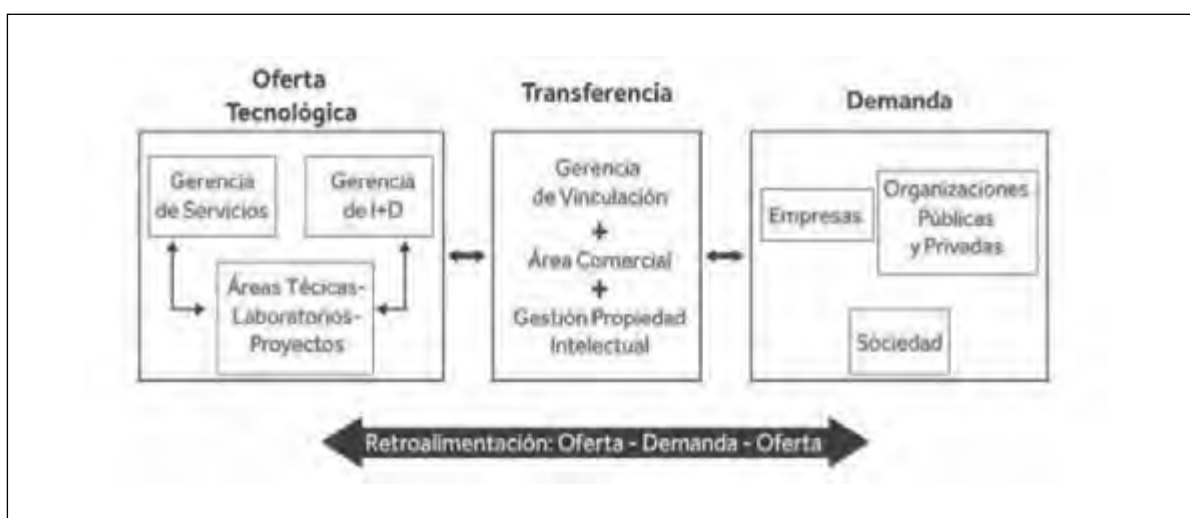 Oferta
Tecnológica
Gerencia
de Servicios
Gerencia
de I+D
Áreas Técicas-
Laboratorios-
Proyectos
Transferencia
Gerencia
de Vinculación
+
Área Comercial
+
Gestión Propiedad
Intelectual
Demanda
Empresas
Organizaciones
Públicas
y Privadas
Sociedad
Retroalimentación: Oferta - Demanda - Oferta